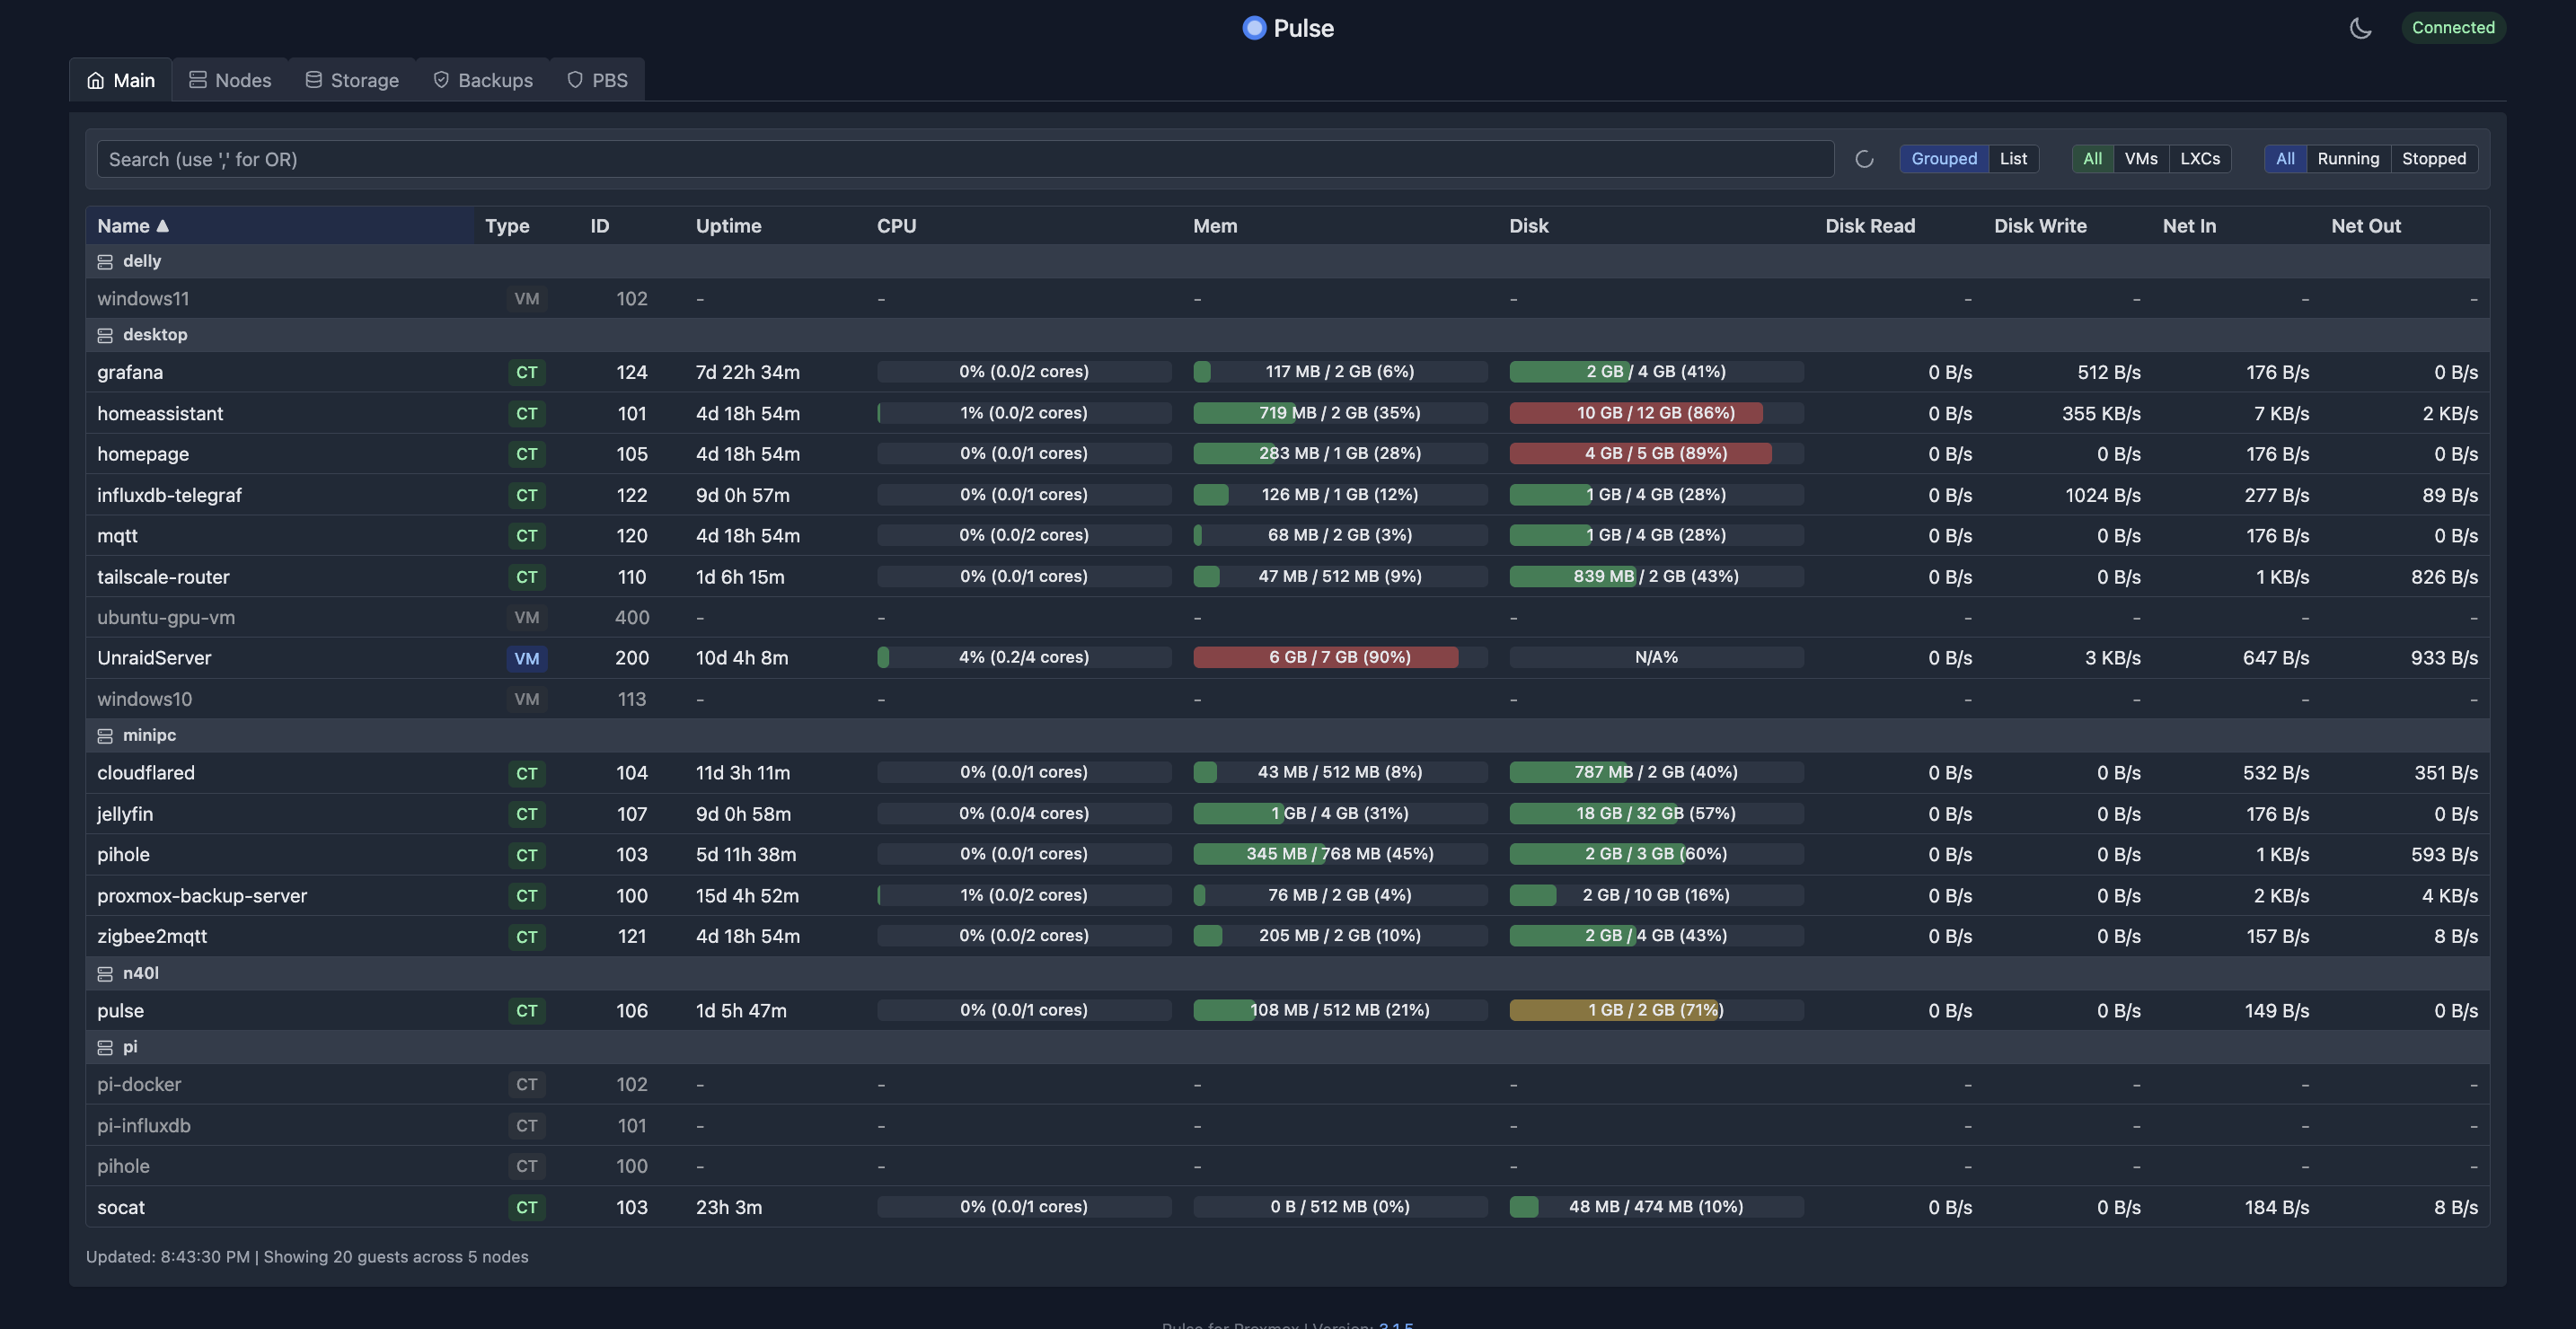 Pulse
Connected
Main Nodes Storage Backups PBS
Search (use ',' for OR) Grouped List All VMs LXCs All Running Stopped
Name ▲ Type ID Uptime CPU Mem Disk Disk Read Disk Write Net In Net Out
delly
windows11 VM 102 - - - - - - - -
desktop
grafana CT 124 7d 22h 34m 0% (0.0/2 cores) 117 MB / 2 GB (6%) 2 GB / 4 GB (41%) 0 B/s 512 B/s 176 B/s 0 B/s
homeassistant CT 101 4d 18h 54m 1% (0.0/2 cores) 719 MB / 2 GB (35%) 10 GB / 12 GB (86%) 0 B/s 355 KB/s 7 KB/s 2 KB/s
homepage CT 105 4d 18h 54m 0% (0.0/1 cores) 283 MB / 1 GB (28%) 4 GB / 5 GB (89%) 0 B/s 0 B/s 176 B/s 0 B/s
influxdb-telegraf CT 122 9d 0h 57m 0% (0.0/1 cores) 126 MB / 1 GB (12%) 1 GB / 4 GB (28%) 0 B/s 1024 B/s 277 B/s 89 B/s
mqtt CT 120 4d 18h 54m 0% (0.0/2 cores) 68 MB / 2 GB (3%) 1 GB / 4 GB (28%) 0 B/s 0 B/s 176 B/s 0 B/s
tailscale-router CT 110 1d 6h 15m 0% (0.0/1 cores) 47 MB / 512 MB (9%) 839 MB / 2 GB (43%) 0 B/s 0 B/s 1 KB/s 826 B/s
ubuntu-gpu-vm VM 400 - - - - - - - -
UnraidServer VM 200 10d 4h 8m 4% (0.2/4 cores) 6 GB / 7 GB (90%) N/A% 0 B/s 3 KB/s 647 B/s 933 B/s
windows10 VM 113 - - - - - - - -
minipc
cloudflared CT 104 11d 3h 11m 0% (0.0/1 cores) 43 MB / 512 MB (8%) 787 MB / 2 GB (40%) 0 B/s 0 B/s 532 B/s 351 B/s
jellyfin CT 107 9d 0h 58m 0% (0.0/4 cores) 1 GB / 4 GB (31%) 18 GB / 32 GB (57%) 0 B/s 0 B/s 176 B/s 0 B/s
pihole CT 103 5d 11h 38m 0% (0.0/1 cores) 345 MB / 768 MB (45%) 2 GB / 3 GB (60%) 0 B/s 0 B/s 1 KB/s 593 B/s
proxmox-backup-server CT 100 15d 4h 52m 1% (0.0/2 cores) 76 MB / 2 GB (4%) 2 GB / 10 GB (16%) 0 B/s 0 B/s 2 KB/s 4 KB/s
zigbee2mqtt CT 121 4d 18h 54m 0% (0.0/2 cores) 205 MB / 2 GB (10%) 2 GB / 4 GB (43%) 0 B/s 0 B/s 157 B/s 8 B/s
n40l
pulse CT 106 1d 5h 47m 0% (0.0/1 cores) 108 MB / 512 MB (21%) 1 GB / 2 GB (71%) 0 B/s 0 B/s 149 B/s 0 B/s
pi
pi-docker CT 102 - - - - - - - -
pi-influxdb CT 101 - - - - - - - -
pihole CT 100 - - - - - - - -
socat CT 103 23h 3m 0% (0.0/1 cores) 0 B / 512 MB (0%) 48 MB / 474 MB (10%) 0 B/s 0 B/s 184 B/s 8 B/s
Updated: 8:43:30 PM | Showing 20 guests across 5 nodes
Pulse for Proxmox | Version: 3.1.5